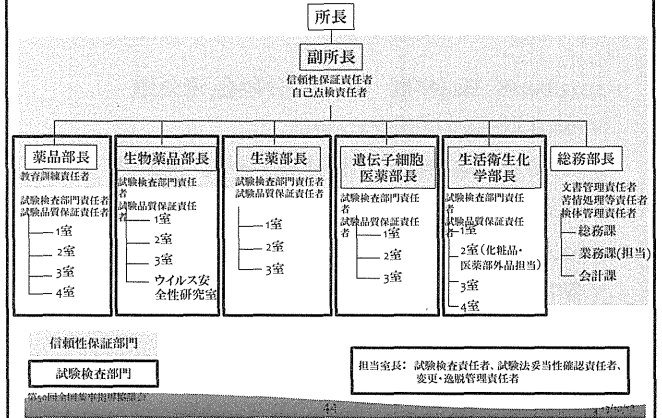 所長
副所長
信頼性保証責任者
自己点検責任者
薬品部長
教育訓練責任者
試験検査部門責任者
試験品質保証責任者
1室
2室
3室
4室
生物薬品部長
試験検査部門責任
者
試験品質保証責任
者
1室
2室
3室
ウイルス安
全性研究室
生薬部長
試験検査部門責任者
試験品質保証責任者
1室
2室
3室
遺伝子細胞
医薬部長
試験検査部門責任
者
試験品質保証責任
者
1室
2室
3室
生活衛生化
学部長
試験検査部門責任
者
試験品質保証責任
者
1室
2室(化粧品・
医薬部外品担当)
3室
4室
総務部長
文書管理責任者
苦情処理等責任者
検体管理責任者
総務課
業務課(担当)
会計課
信頼性保証部門
試験検査部門
担当室長: 試験検査責任者、試験法妥当性確認責任者、
変更・逸脱管理責任者
第50回全国薬事指導協議会
44